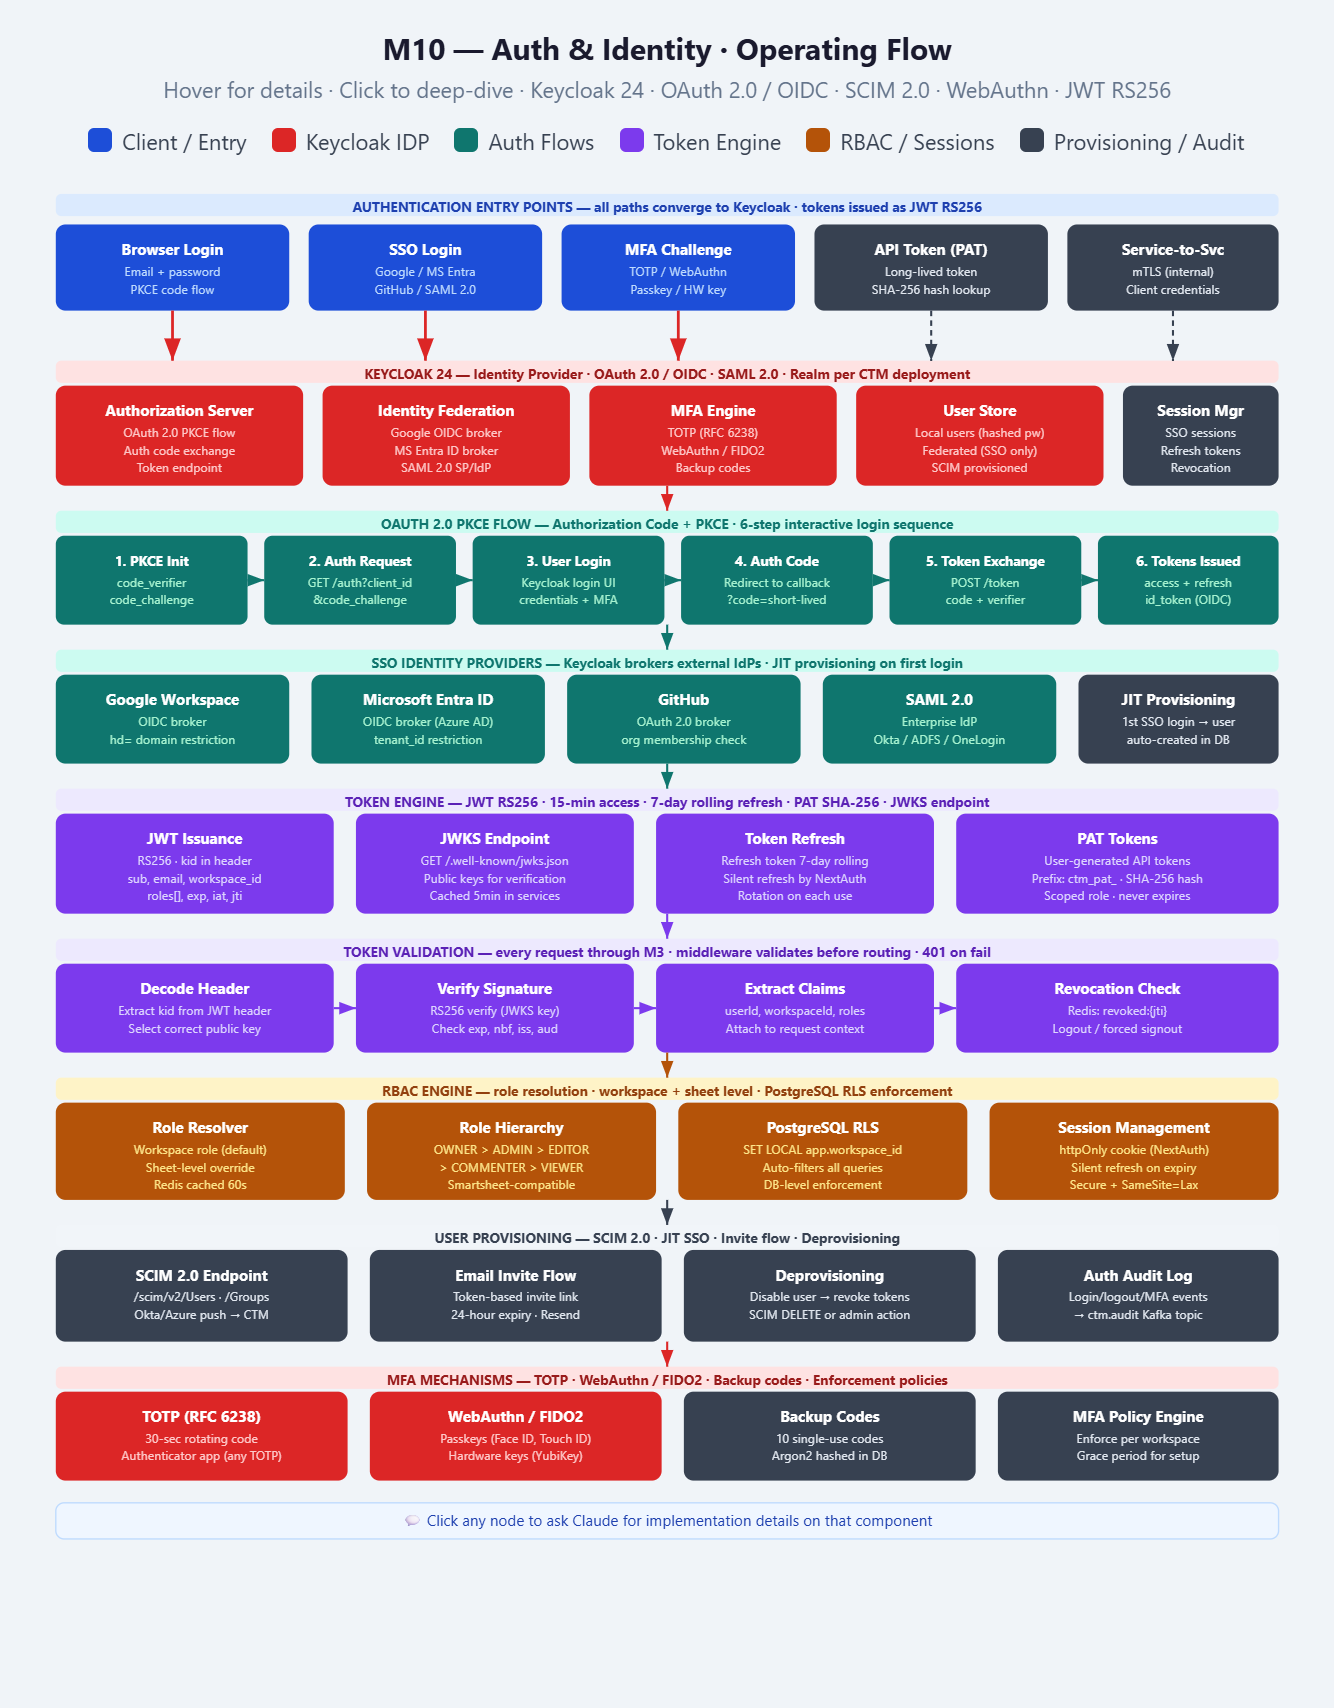 M10 — Auth & Identity · Operating Flow
Hover for details · Click to deep-dive · Keycloak 24 · OAuth 2.0 / OIDC · SCIM 2.0 · WebAuthn · JWT RS256
Client / Entry
Keycloak IDP
Auth Flows
Token Engine
RBAC / Sessions
Provisioning / Audit
AUTHENTICATION ENTRY POINTS — all paths converge to Keycloak · tokens issued as JWT RS256
Browser Login
Email + password
PKCE code flow
SSO Login
Google / MS Entra
GitHub / SAML 2.0
MFA Challenge
TOTP / WebAuthn
Passkey / HW key
API Token (PAT)
Long-lived token
SHA-256 hash lookup
Service-to-Svc
mTLS (internal)
Client credentials
KEYCLOAK 24 — Identity Provider · OAuth 2.0 / OIDC · SAML 2.0 · Realm per CTM deployment
Authorization Server
OAuth 2.0 PKCE flow
Auth code exchange
Token endpoint
Identity Federation
Google OIDC broker
MS Entra ID broker
SAML 2.0 SP/IdP
MFA Engine
TOTP (RFC 6238)
WebAuthn / FIDO2
Backup codes
User Store
Local users (hashed pw)
Federated (SSO only)
SCIM provisioned
Session Mgr
SSO sessions
Refresh tokens
Revocation
OAUTH 2.0 PKCE FLOW — Authorization Code + PKCE · 6-step interactive login sequence
1. PKCE Init
code_verifier
code_challenge
2. Auth Request
GET /auth?client_id
&code_challenge
3. User Login
Keycloak login UI
credentials + MFA
4. Auth Code
Redirect to callback
?code=short-lived
5. Token Exchange
POST /token
code + verifier
6. Tokens Issued
access + refresh
id_token (OIDC)
SSO IDENTITY PROVIDERS — Keycloak brokers external IdPs · JIT provisioning on first login
Google Workspace
OIDC broker
hd= domain restriction
Microsoft Entra ID
OIDC broker (Azure AD)
tenant_id restriction
GitHub
OAuth 2.0 broker
org membership check
SAML 2.0
Enterprise IdP
Okta / ADFS / OneLogin
JIT Provisioning
1st SSO login → user
auto-created in DB
TOKEN ENGINE — JWT RS256 · 15-min access · 7-day rolling refresh · PAT SHA-256 · JWKS endpoint
JWT Issuance
RS256 · kid in header
sub, email, workspace_id
roles[], exp, iat, jti
JWKS Endpoint
GET /.well-known/jwks.json
Public keys for verification
Cached 5min in services
Token Refresh
Refresh token 7-day rolling
Silent refresh by NextAuth
Rotation on each use
PAT Tokens
User-generated API tokens
Prefix: ctm_pat_ · SHA-256 hash
Scoped role · never expires
TOKEN VALIDATION — every request through M3 · middleware validates before routing · 401 on fail
Decode Header
Extract kid from JWT header
Select correct public key
Verify Signature
RS256 verify (JWKS key)
Check exp, nbf, iss, aud
Extract Claims
userId, workspaceId, roles
Attach to request context
Revocation Check
Redis: revoked:{jti}
Logout / forced signout
RBAC ENGINE — role resolution · workspace + sheet level · PostgreSQL RLS enforcement
Role Resolver
Workspace role (default)
Sheet-level override
Redis cached 60s
Role Hierarchy
OWNER > ADMIN > EDITOR
> COMMENTER > VIEWER
Smartsheet-compatible
PostgreSQL RLS
SET LOCAL app.workspace_id
Auto-filters all queries
DB-level enforcement
Session Management
httpOnly cookie (NextAuth)
Silent refresh on expiry
Secure + SameSite=Lax
USER PROVISIONING — SCIM 2.0 · JIT SSO · Invite flow · Deprovisioning
SCIM 2.0 Endpoint
/scim/v2/Users · /Groups
Okta/Azure push → CTM
Email Invite Flow
Token-based invite link
24-hour expiry · Resend
Deprovisioning
Disable user → revoke tokens
SCIM DELETE or admin action
Auth Audit Log
Login/logout/MFA events
→ ctm.audit Kafka topic
MFA MECHANISMS — TOTP · WebAuthn / FIDO2 · Backup codes · Enforcement policies
TOTP (RFC 6238)
30-sec rotating code
Authenticator app (any TOTP)
WebAuthn / FIDO2
Passkeys (Face ID, Touch ID)
Hardware keys (YubiKey)
Backup Codes
10 single-use codes
Argon2 hashed in DB
MFA Policy Engine
Enforce per workspace
Grace period for setup
💬 Click any node to ask Claude for implementation details on that component